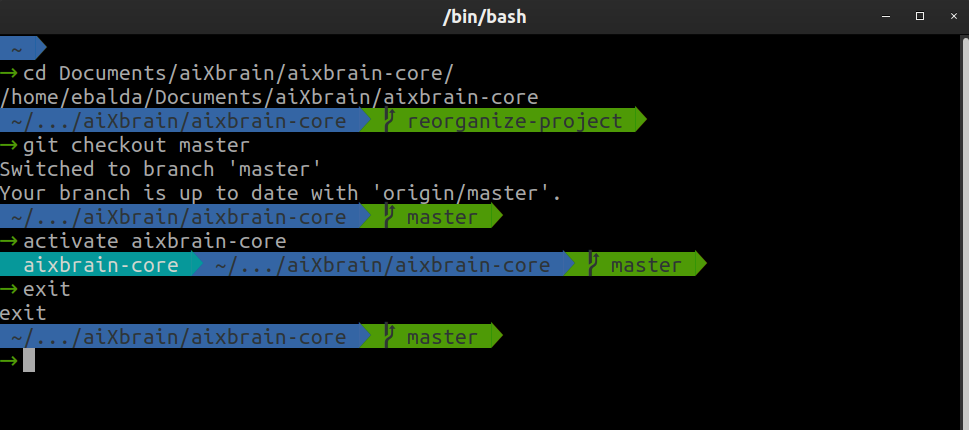 /bin/bash
~
→ cd Documents/aiXbrain/aixbrain-core/
/home/ebalda/Documents/aiXbrain/aixbrain-core
~/.../aiXbrain/aixbrain-core reorganize-project
→ git checkout master
Switched to branch 'master'
Your branch is up to date with 'origin/master'.
~/.../aiXbrain/aixbrain-core master
→ activate aixbrain-core
aixbrain-core ~/.../aiXbrain/aixbrain-core master
→ exit
exit
~/.../aiXbrain/aixbrain-core master
→